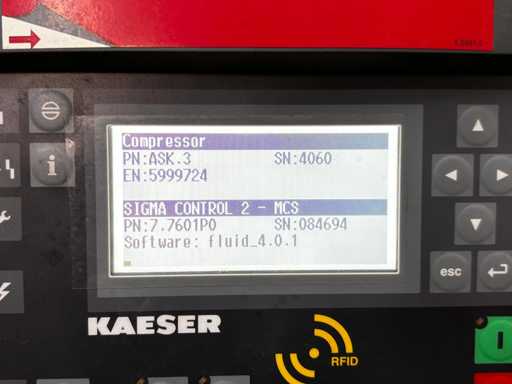 Compressor
PN:ASK.3 SN:4060
EN:5999724
SIGMA CONTROL 2 - MCS
PN:7.7601P0 SN:084694
Software: fluid_4.0.1
esc
KAESER
RFID